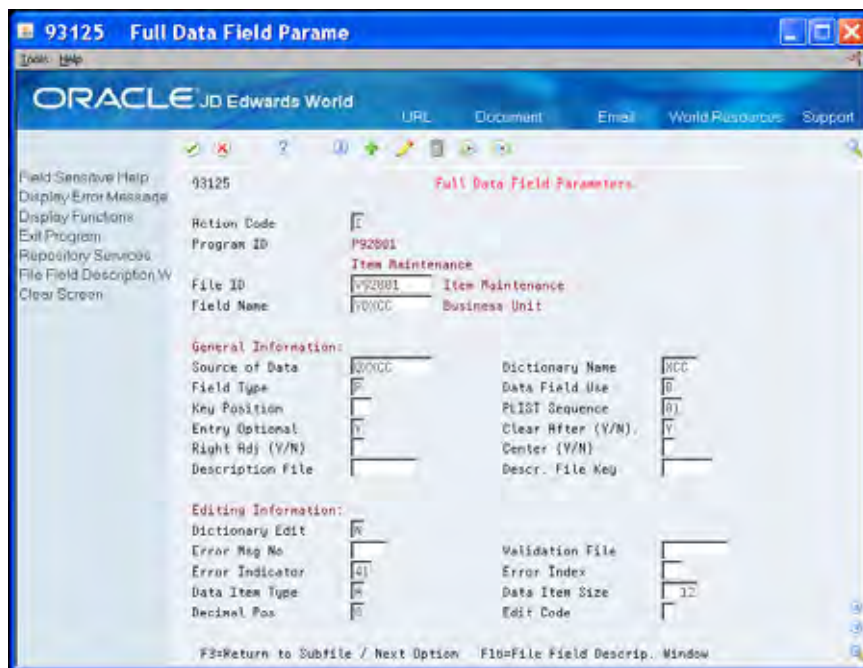 93125 Full Data Field Parame
Tools Help
ORACLE JD Edwards World
URL Document Email World Resources Support
Field Sensitive Help
Display Error Message
Display Functions
Exit Program
Repository Services
File Field Description W
Clear Screen
93125 Full Data Field Parameters
Action Code I
Program ID P92801
Item Maintenance
File ID V92801 Item Maintenance
Field Name Business Unit
General Information:
Source of Data Dictionary Name XCC
Field Type P Data Field Use
Key Position PLIST Sequence 01
Entry Optional Y Clear After (Y/N). Y
Right Adj (Y/N) Center (Y/N)
Description File Descr. File Key
Editing Information:
Dictionary Edit N
Error Msg No Validation File
Error Indicator 41 Error Index
Data Item Type A Data Item Size 12
Decimal Pos 0 Edit Code
F3=Return to Subfile / Next Option F16=File Field Descrip. Window